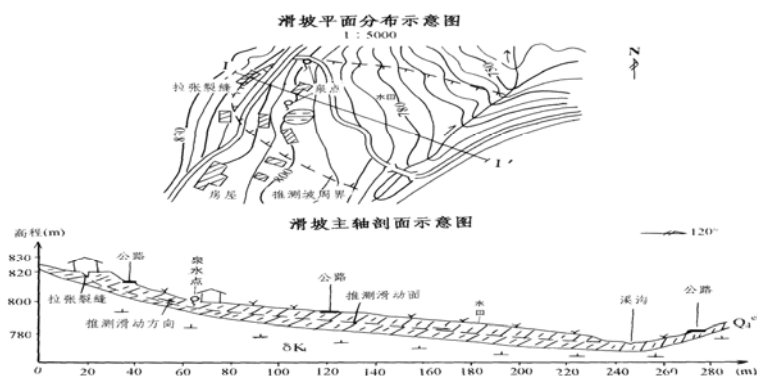 滑坡平面分布示意图
1:5000
N
I
拉张裂缝
泉点
水田
780
I'
房屋
推测坡周界
滑坡主轴剖面示意图
高程(m)
120°
830
820
800
780
公路
泉水点
公路
水田
溪沟
公路
拉张裂缝
推测滑动面
推测滑动方向
δK
0 20 40 60 80 100 120 140 160 180 200 220 240 260 280 (m)